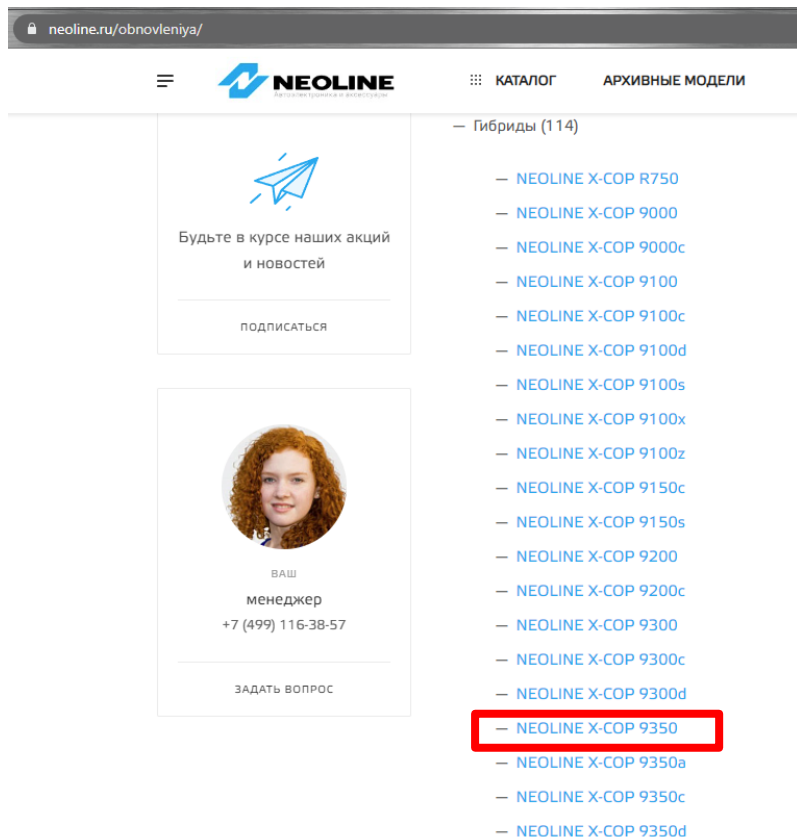 neoline.ru/obnovleniya/
NEOLINE
Автоэлектроника и аксессуары
КАТАЛОГ
АРХИВНЫЕ МОДЕЛИ
Будьте в курсе наших акций
и новостей
ПОДПИСАТЬСЯ
ВАШ
менеджер
+7 (499) 116-38-57
ЗАДАТЬ ВОПРОС
— Гибриды (114)
— NEOLINE X-COP R750
— NEOLINE X-COP 9000
— NEOLINE X-COP 9000c
— NEOLINE X-COP 9100
— NEOLINE X-COP 9100c
— NEOLINE X-COP 9100d
— NEOLINE X-COP 9100s
— NEOLINE X-COP 9100x
— NEOLINE X-COP 9100z
— NEOLINE X-COP 9150c
— NEOLINE X-COP 9150s
— NEOLINE X-COP 9200
— NEOLINE X-COP 9200c
— NEOLINE X-COP 9300
— NEOLINE X-COP 9300c
— NEOLINE X-COP 9300d
— NEOLINE X-COP 9350
— NEOLINE X-COP 9350a
— NEOLINE X-COP 9350c
— NEOLINE X-COP 9350d